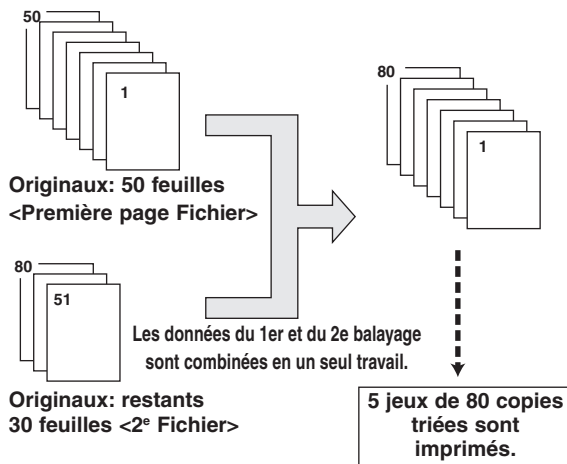 50
1
Originaux: 50 feuilles
<Première page Fichier>
80
51
Originaux: restants
30 feuilles <2e Fichier>
Les données du 1er et du 2e balayage
sont combinées en un seul travail.
80
1
5 jeux de 80 copies
triées sont
imprimés.